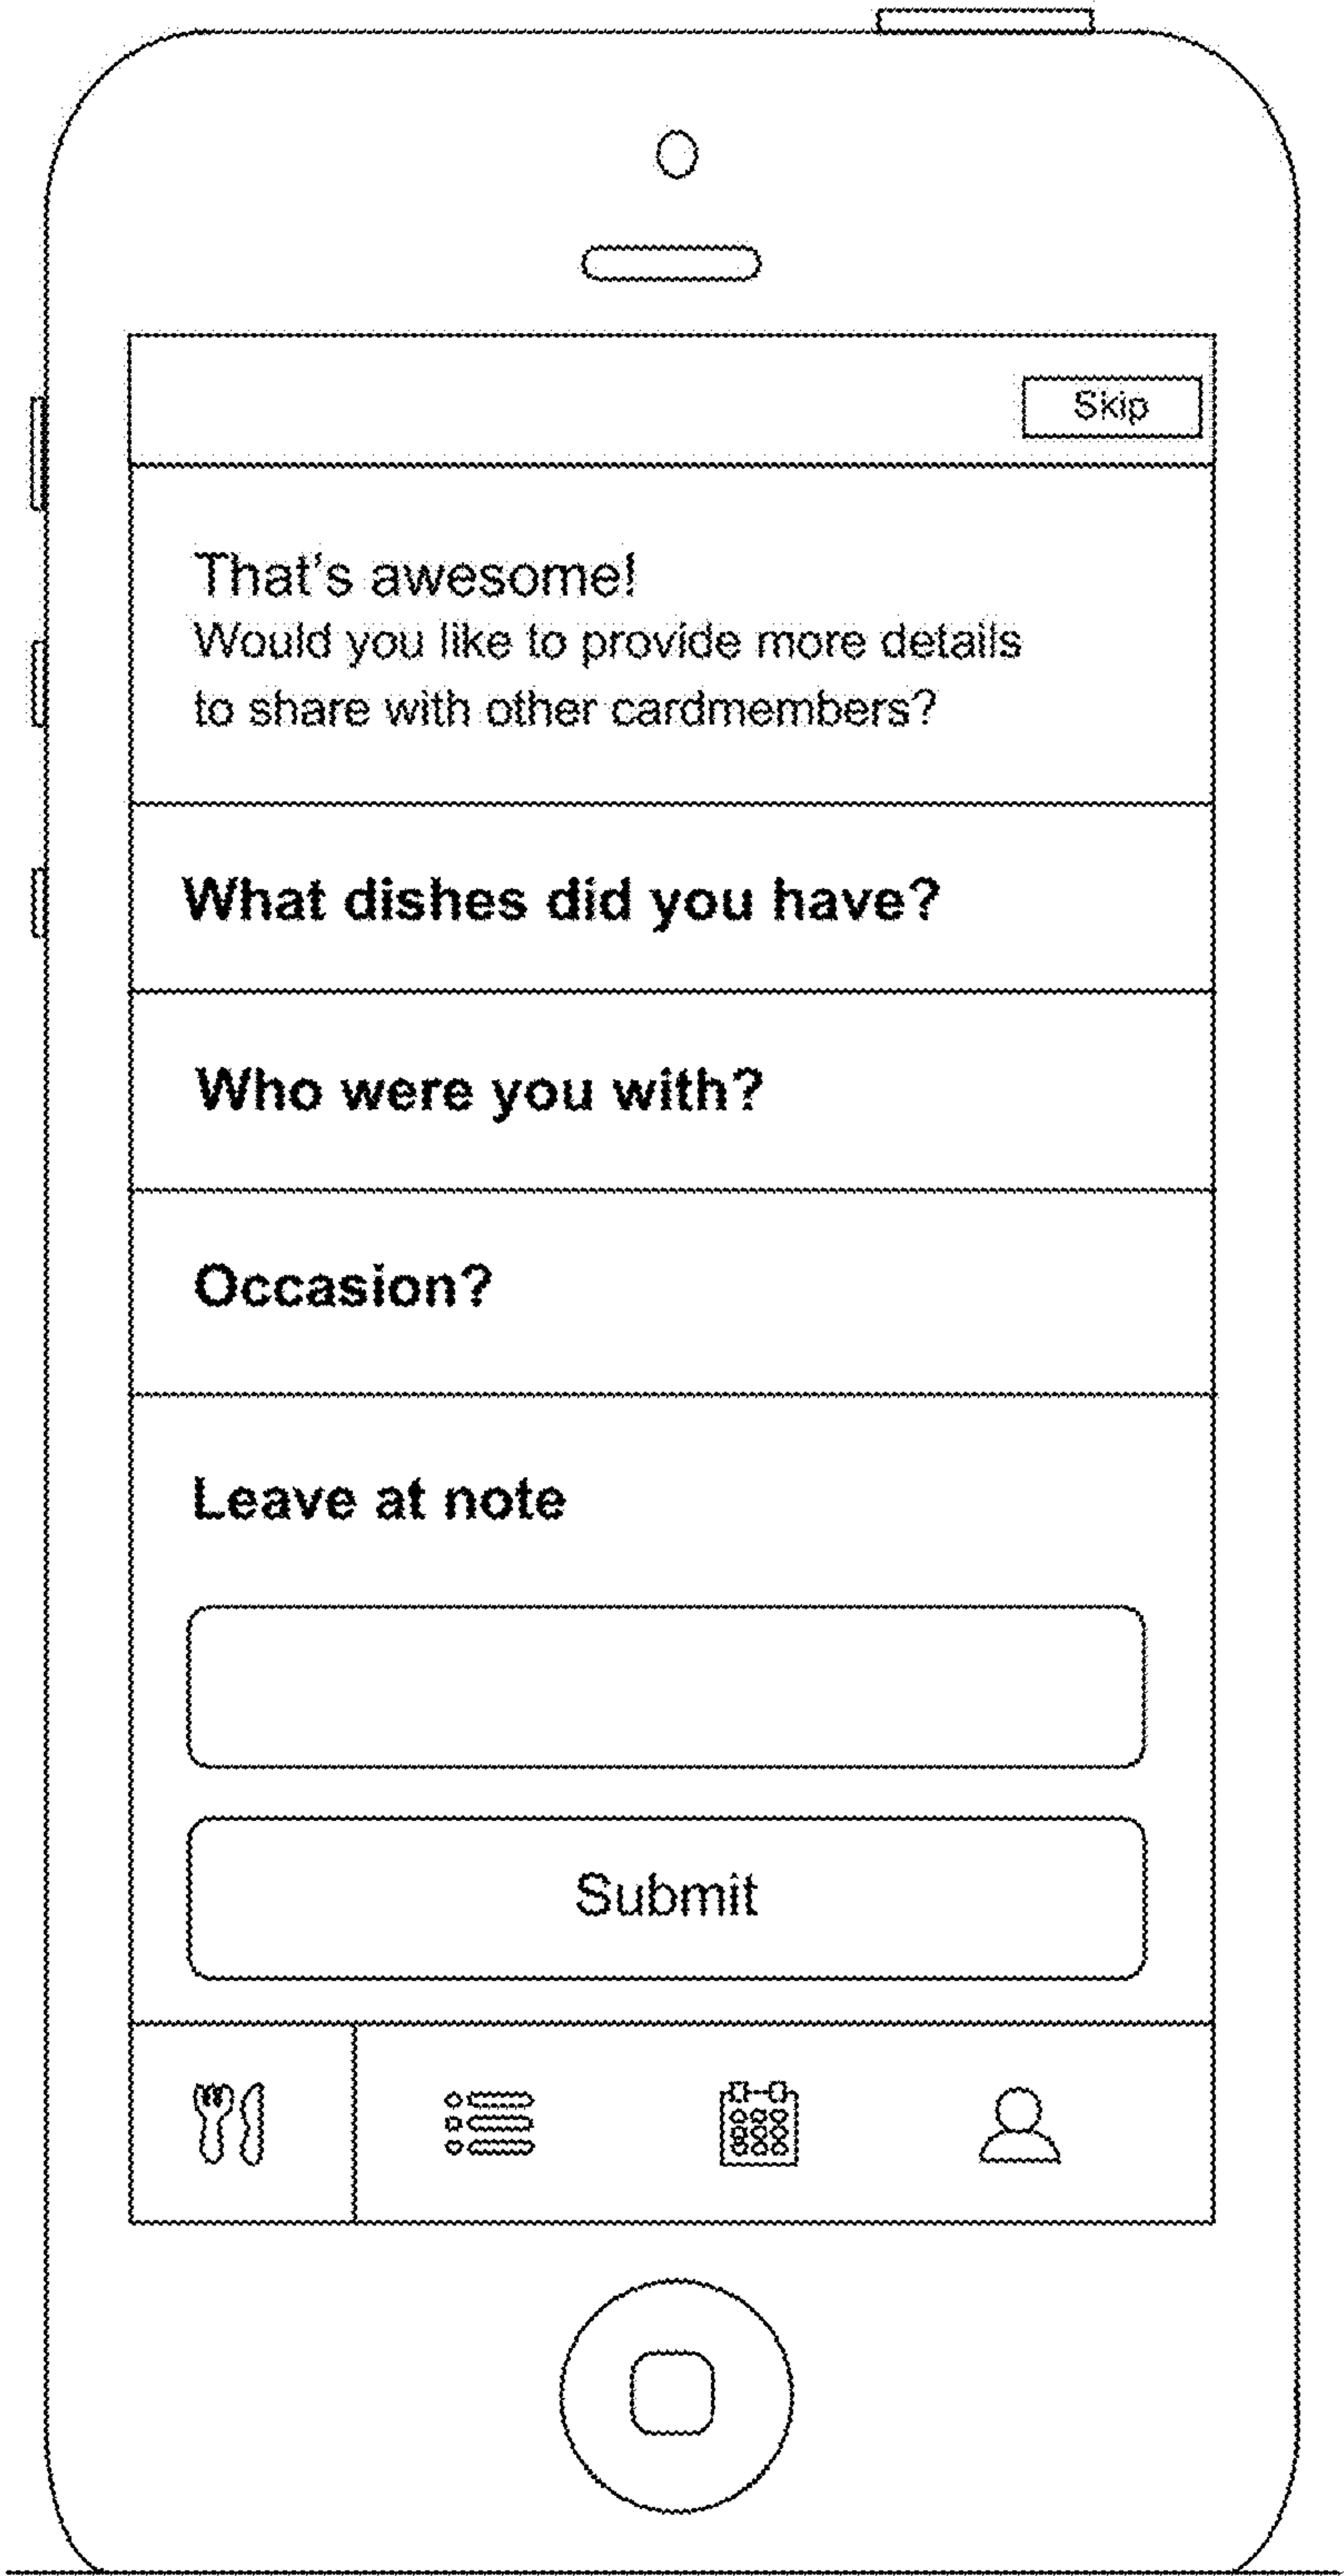 Skip
That's awesome!
Would you like to provide more details
to share with other cardmembers?
What dishes did you have?
Who were you with?
Occasion?
Leave at note
Submit